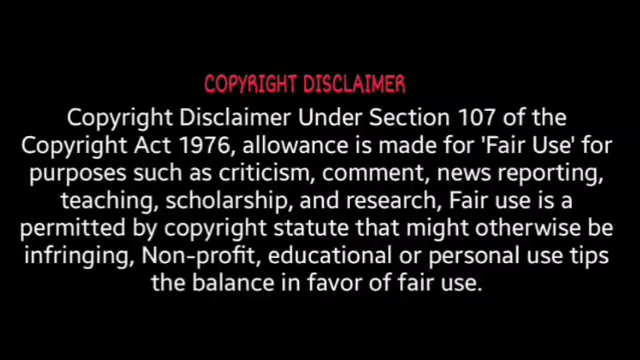 COPYRIGHT DISCLAIMER
Copyright Disclaimer Under Section 107 of the
Copyright Act 1976, allowance is made for 'Fair Use' for
purposes such as criticism, comment, news reporting,
teaching, scholarship, and research, Fair use is a
permitted by copyright statute that might otherwise be
infringing, Non-profit, educational or personal use tips
the balance in favor of fair use.